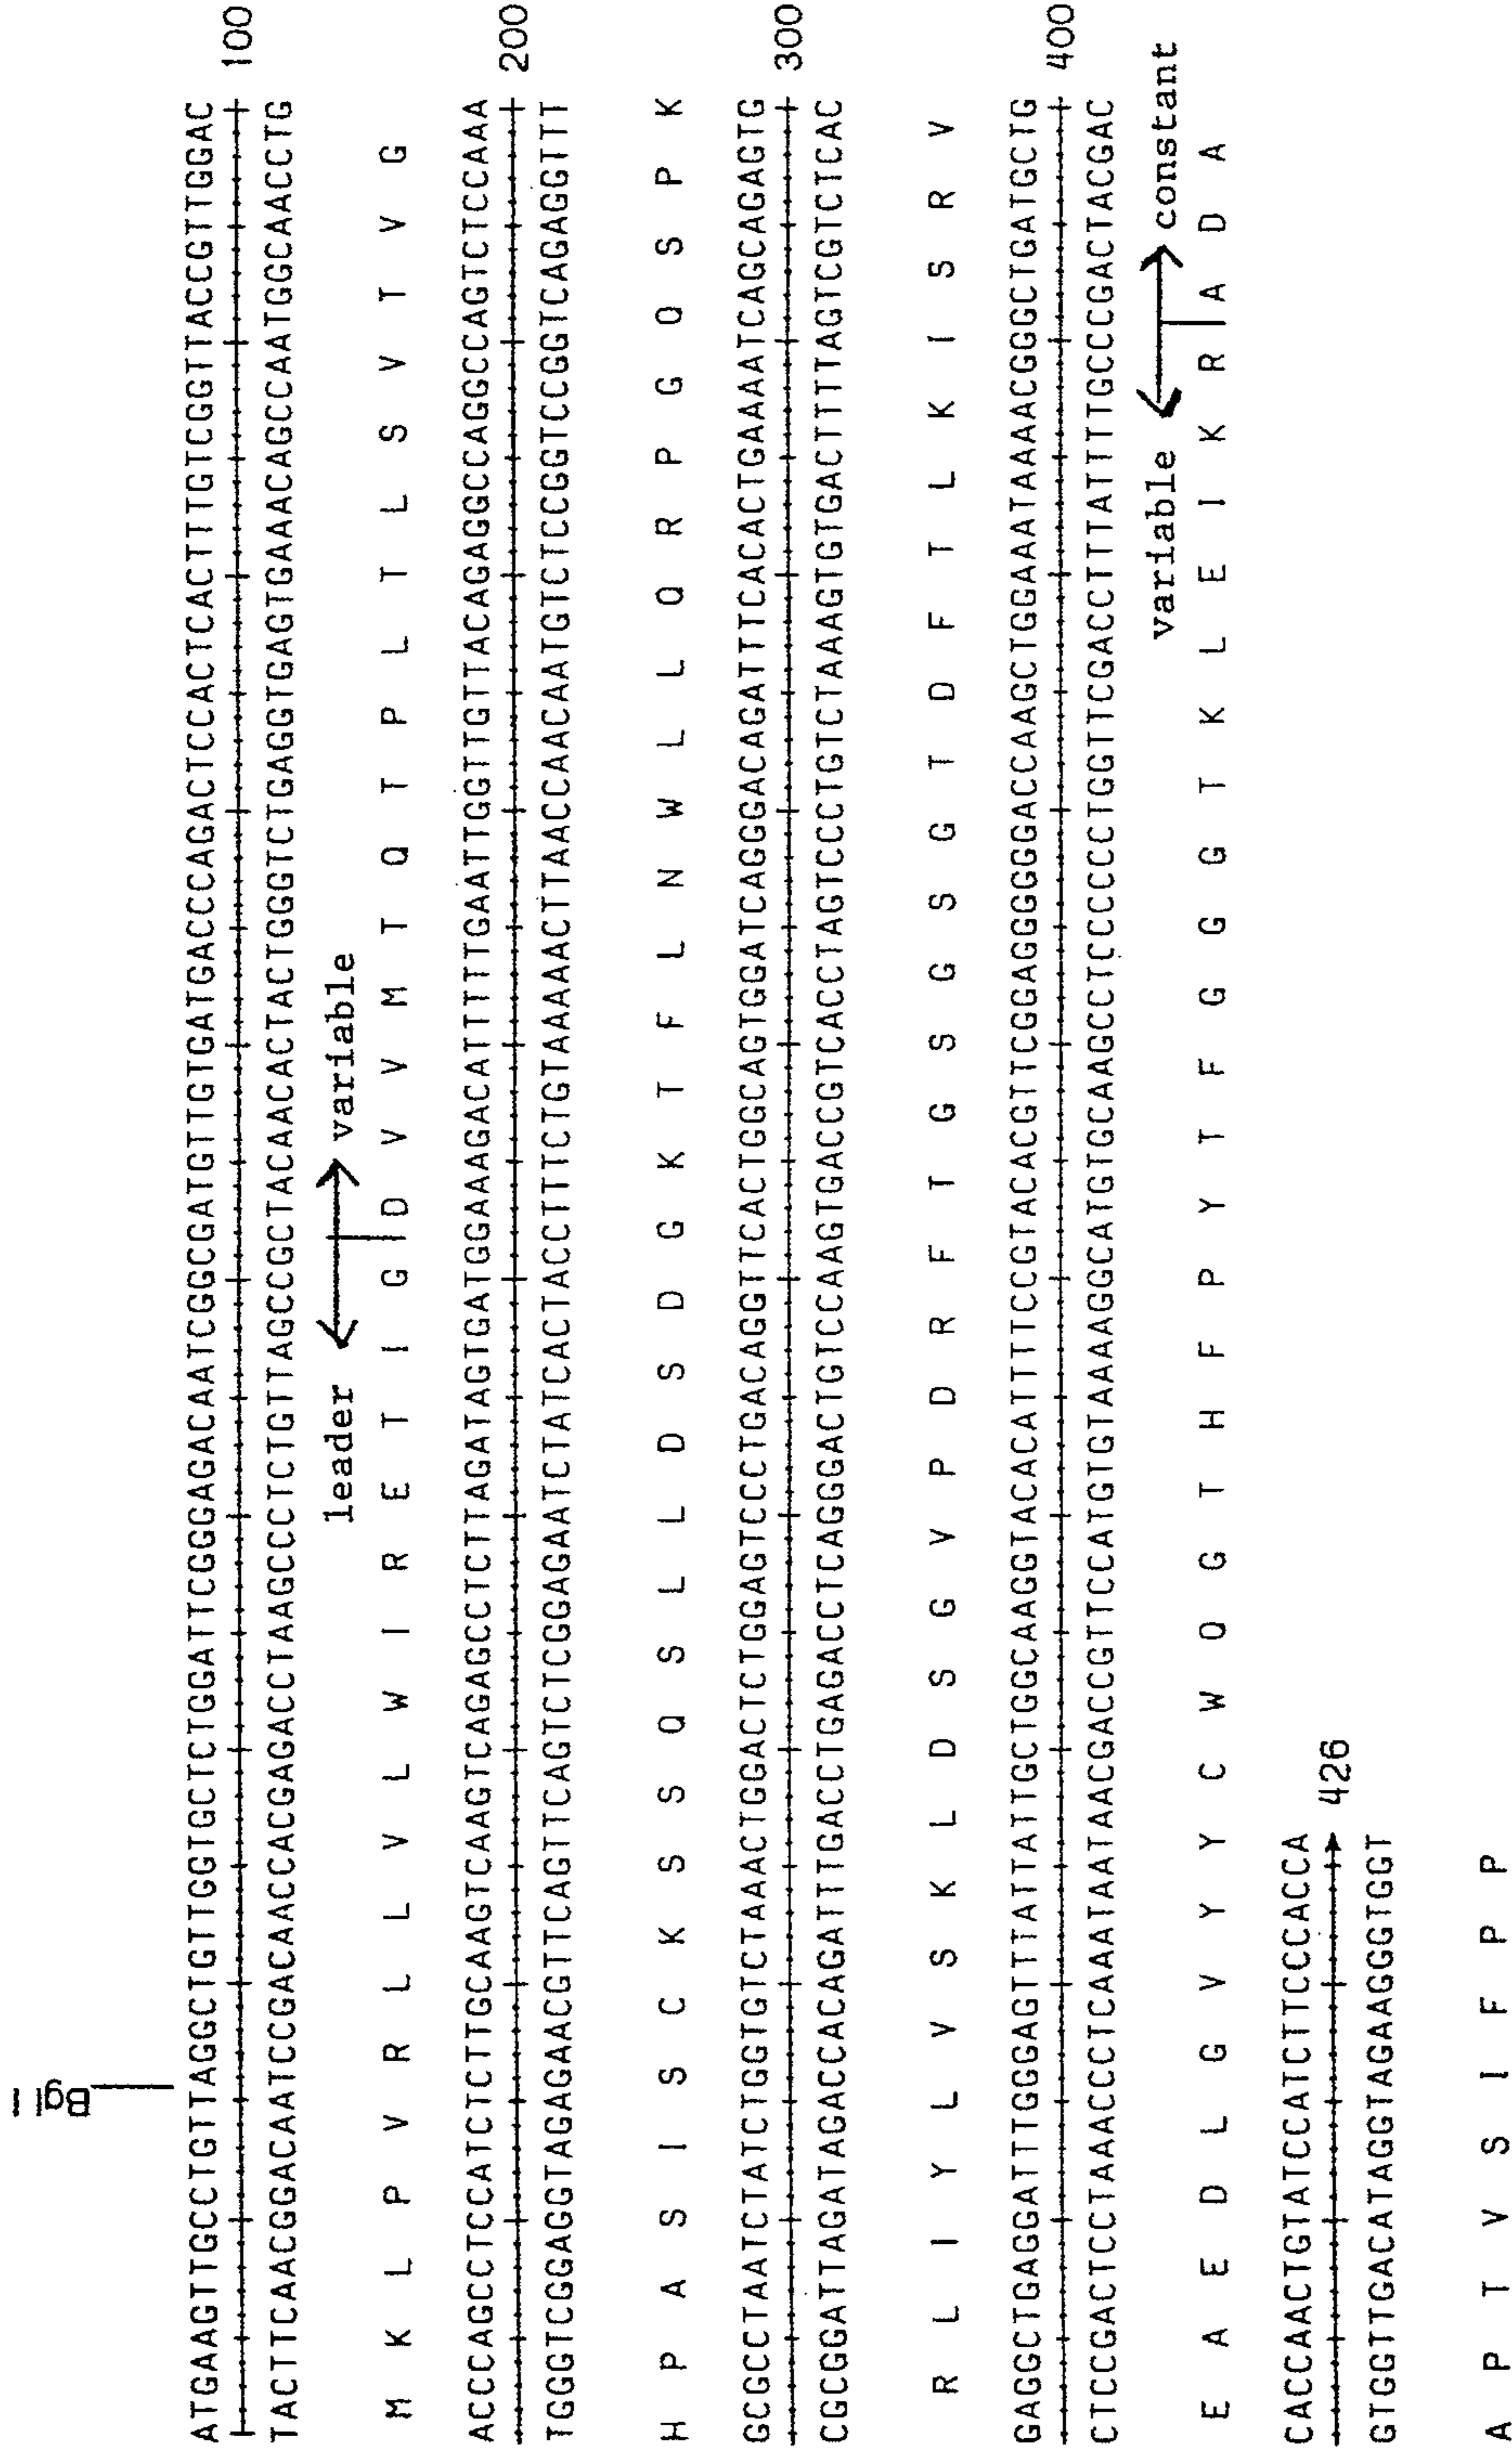 Bgl I
ATGAAGTTGCCTGTTAGGCTGTTGGTGCTCTGGATTCGGGAGACAATCGGCGATGTTGTGATGACCCAGACTCCACTCACTTTGTCGGTTACCGTTGGAC
100
TACTTCAACGGACAATCCGACAACCACGAGACCTAAGCCCTCTGTTAGCCGCTACAACACTACTGGGTCTGAGGTGAGTGAAACAGCCAATGGCAACCTG
leader variable
M K L P V R L L V L W I R E T I G D V V M T Q T P L T L S V T V G
ACCCAGCCTCCATCTCTTGCAAGTCAAGTCAGAGCCTCTTAGATAGTGATGGAAAGACATTTTTGAATTGGTTGTTACAGAGGCCAGGCCAGTCTCCAAA
200
TGGGTCGGAGGTAGAGAACGTTCAGTTCAGTCTCGGAGAATCTATCACTACCTTTCTGTAAAAACTTAACCAACAATGTCTCCGGTCCGGTCAGAGGTTT
H P A S I S C K S S Q S L L D S D G K T F L N W L L Q R P G Q S P K
GCGCCTAATCTATCTGGTGTCTAAACTGGACTCTGGAGTCCCTGACAGGTTCACTGGCAGTGGATCAGGGACAGATTTCACACTGAAAATCAGCAGAGTG
300
CGCGGATTAGATAGACCACAGATTTGACCTGAGACCTCAGGGACTGTCCAAGTGACCGTCACCTAGTCCCTGTCTAAAGTGTGACTTTTAGTCGTCTCAC
R L I Y L V S K L D S G V P D R F T G S G S G T D F T L K I S R V
GAGGCTGAGGATTTGGGAGTTTATTATTGCTGGCAAGGTACACATTTTCCGTACACGTTCGGAGGGGGGACCAAGCTGGAAATAAAACGGGCTGATGCTG
400
CTCCGACTCCTAAACCCTCAAATAATAACGACCGTTCCATGTGTAAAAGGCATGTGCAAGCCTCCCCCCTGGTTCGACCTTTATTTTGCCCGACTACGAC
variable constant
E A E D L G V Y Y C W Q G T H F P Y T F G G G T K L E I K R A D A
CACCAACTGTATCCATCTTCCCACCA
426
GTGGTTGACATAGGTAGAAGGGTGGT
A P T V S I F P P